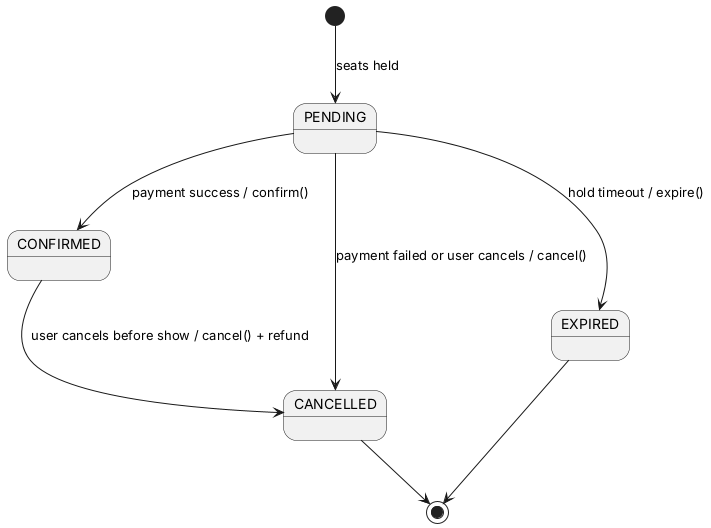 seats held
PENDING
payment success / confirm()
hold timeout / expire()
CONFIRMED
payment failed or user cancels / cancel()
EXPIRED
user cancels before show / cancel() + refund
CANCELLED